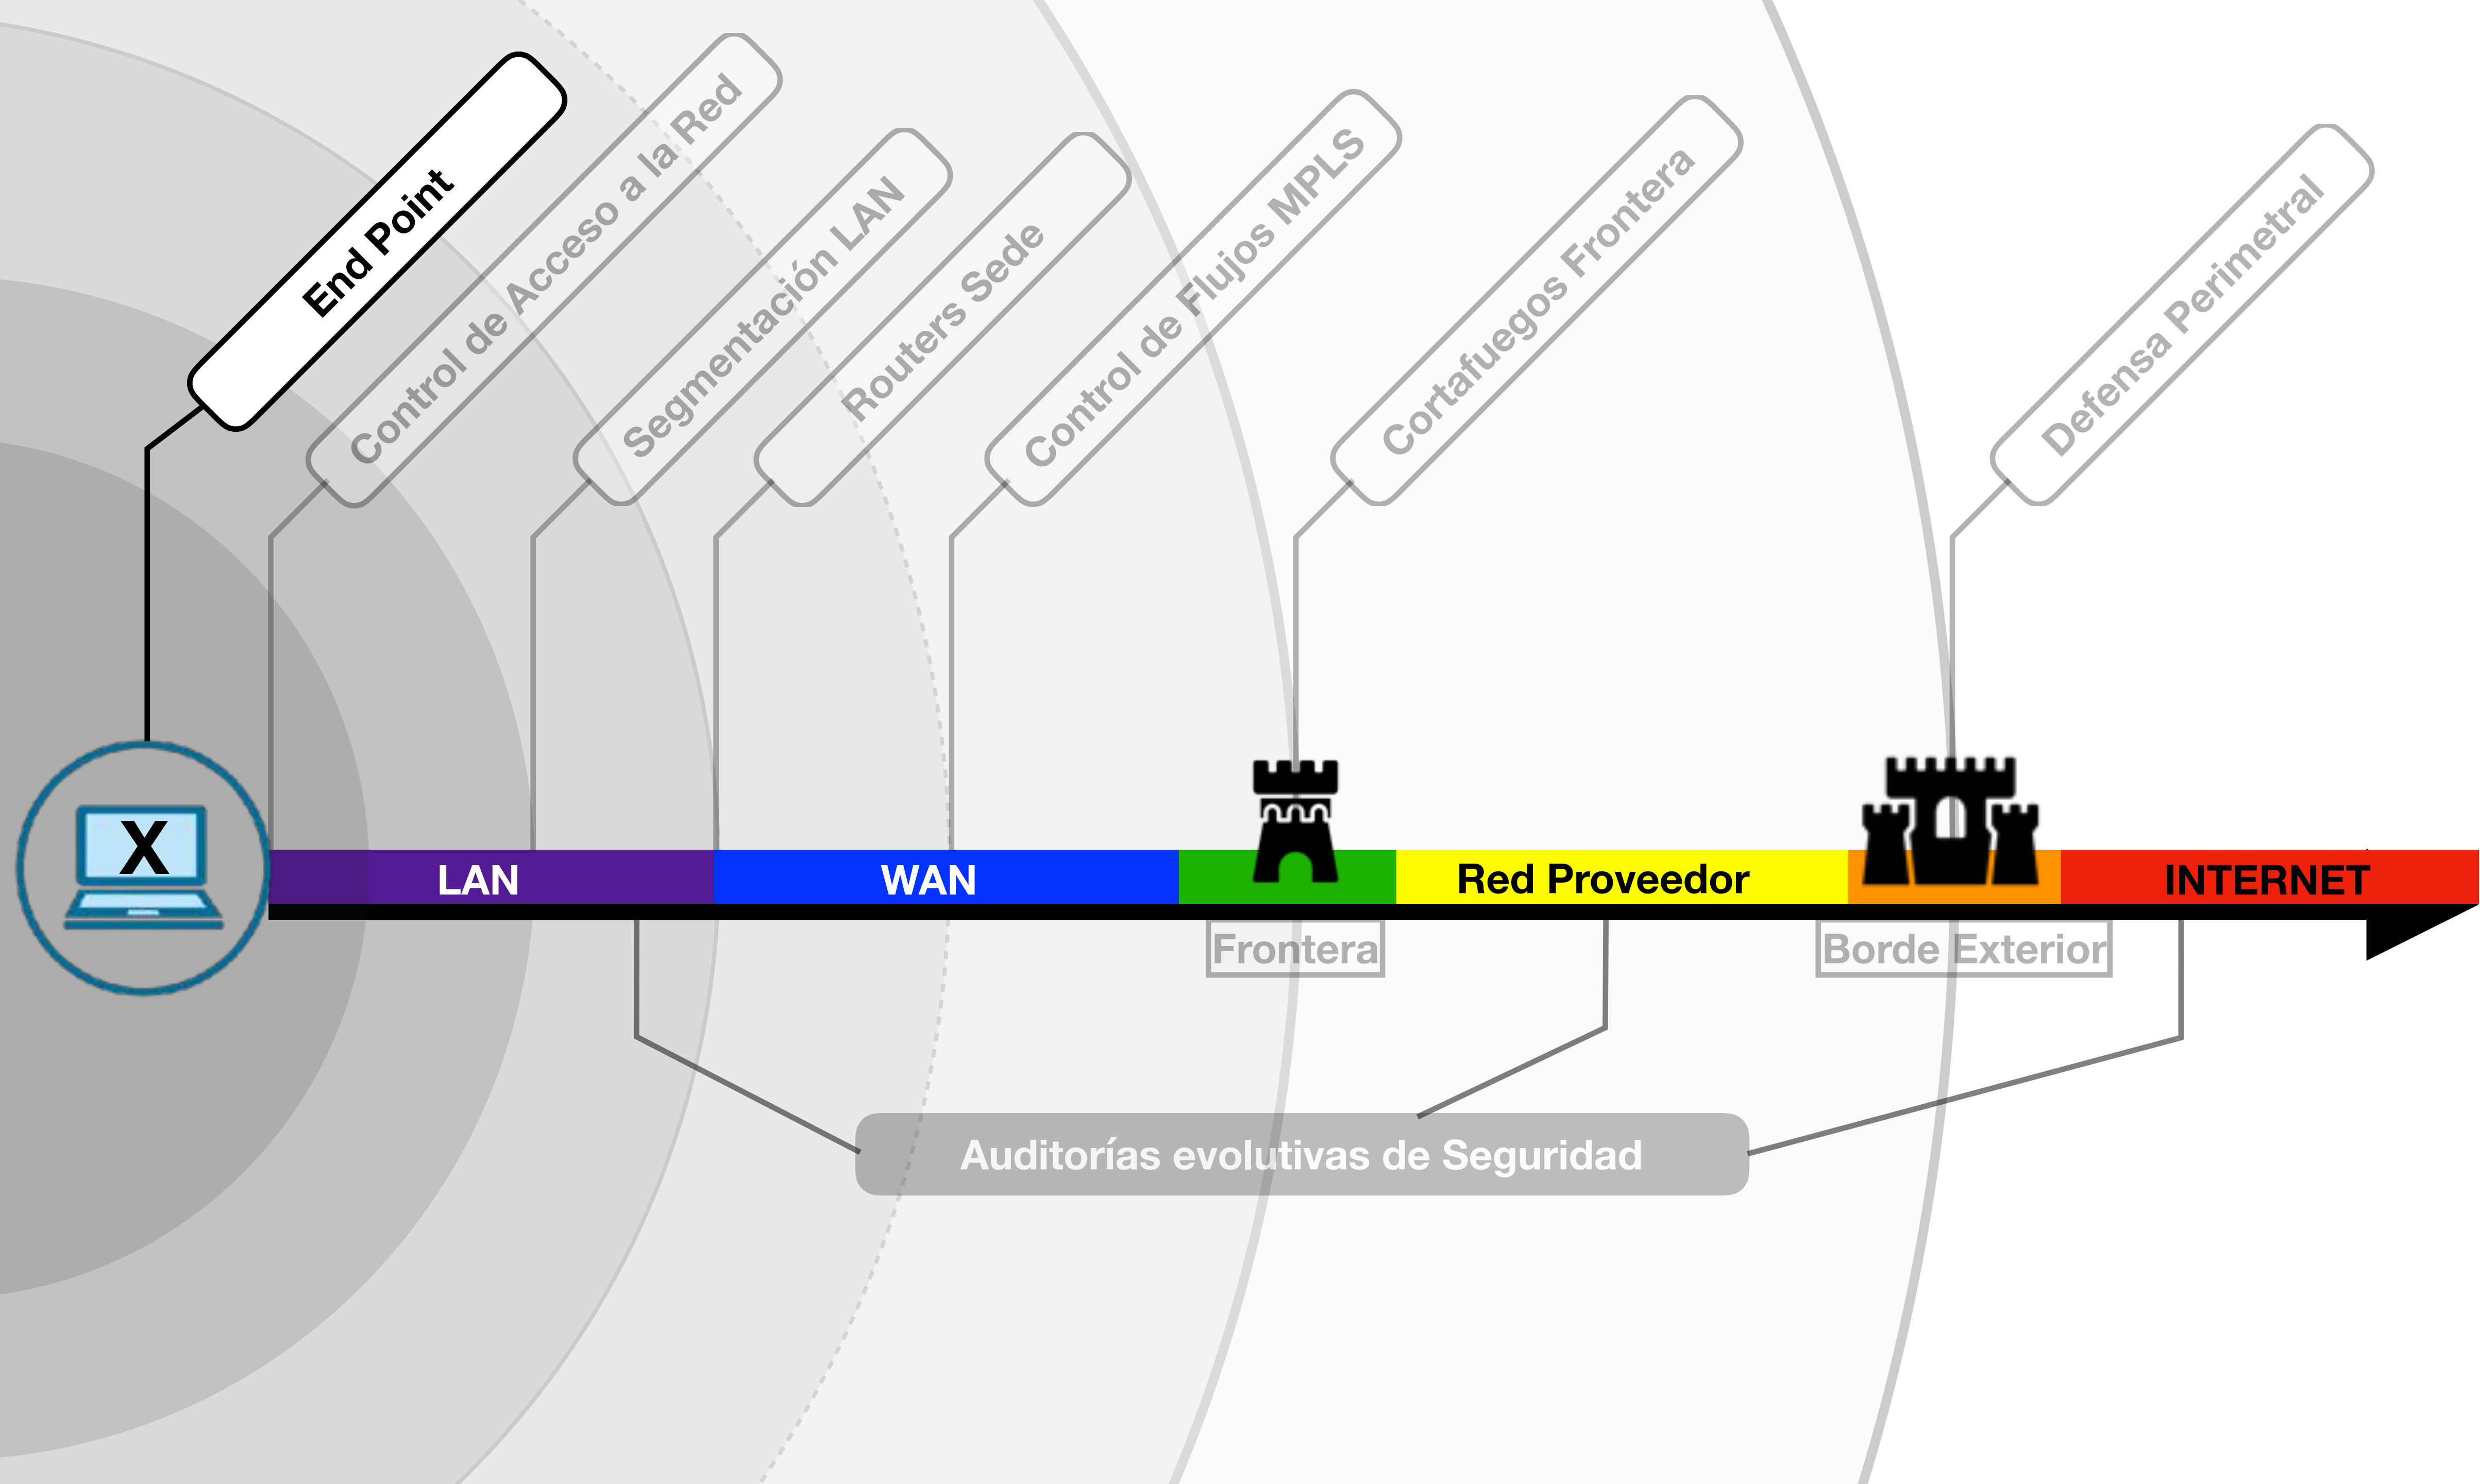 End Point
Control de Acceso a la Red
Segmentación LAN
Routers Sede
Control de Flujos MPLS
Cortafuegos Frontera
Defensa Perimetral
X
LAN
WAN
Red Proveedor
INTERNET
Frontera
Borde Exterior
Auditorías evolutivas de Seguridad